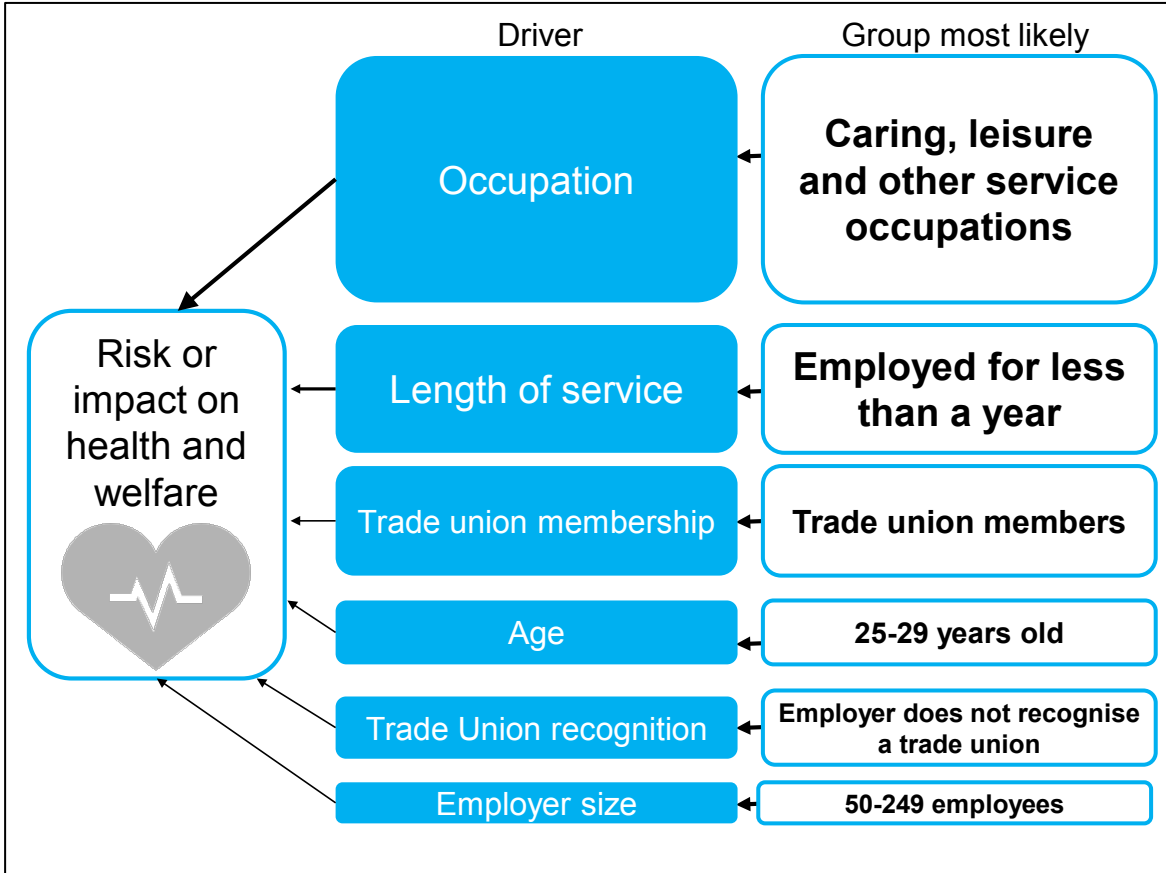 Driver
Group most likely
Occupation
Caring, leisure
and other service
occupations
Risk or
impact on
health and
welfare
Length of service
Employed for less
than a year
Trade union membership
Trade union members
Age
25-29 years old
Trade Union recognition
Employer does not recognise
a trade union
Employer size
50-249 employees